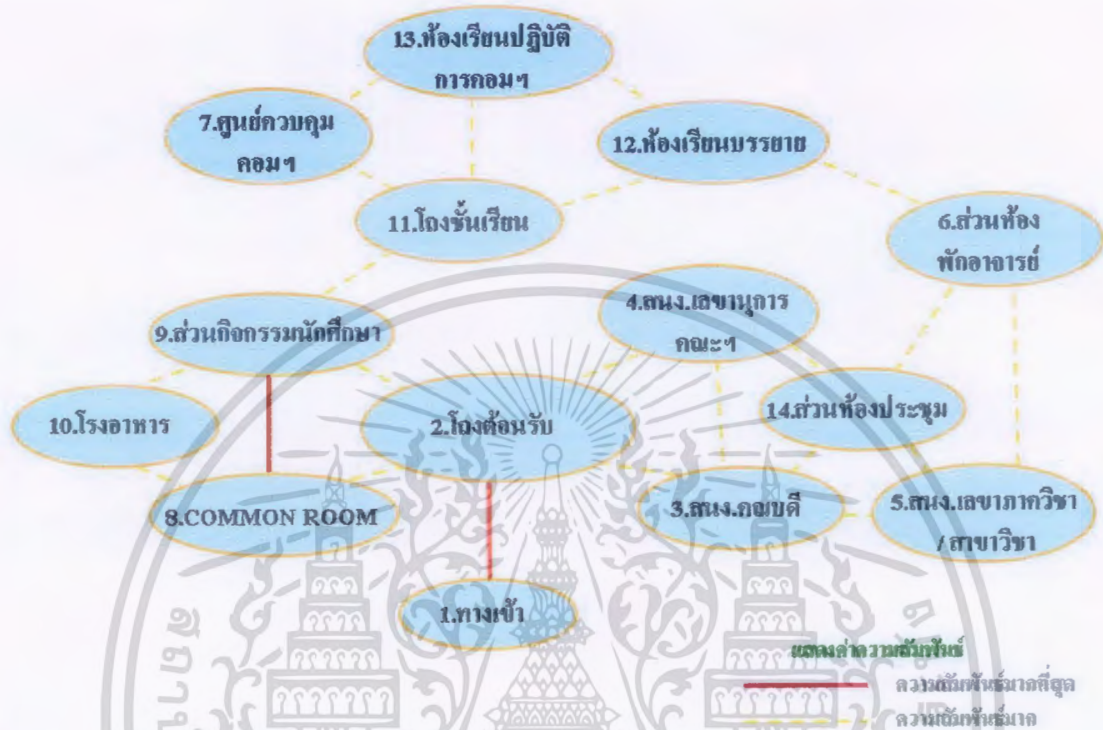 13.ห้องเรียนปฏิบัติ
การคอมฯ
7.ศูนย์ควบคุม
คอมฯ
12.ห้องเรียนบรรยาย
11.โถงชั้นเรียน
6.ส่วนห้อง
พักอาจารย์
4.สนง.เลขานุการ
คณะฯ
9.ส่วนกิจกรรมนักศึกษา
14.ส่วนห้องประชุม
10.โรงอาหาร
2.โถงต้อนรับ
3.สนง.คณบดี
5.สนง.เลขาภาควิชา
/ สาขาวิชา
8.COMMON ROOM
1.ทางเข้า
แสดงค่าความสัมพันธ์
ความสัมพันธ์มากที่สุด
ความสัมพันธ์มาก